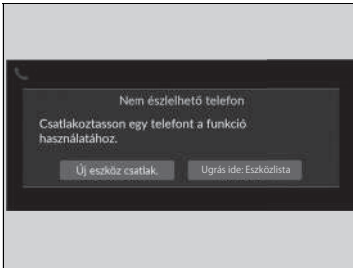 Nem észlelhető telefon
Csatlakoztasson egy telefont a funkció
használatához.
Új eszköz csatlak.
Ugrás ide: Eszközlista